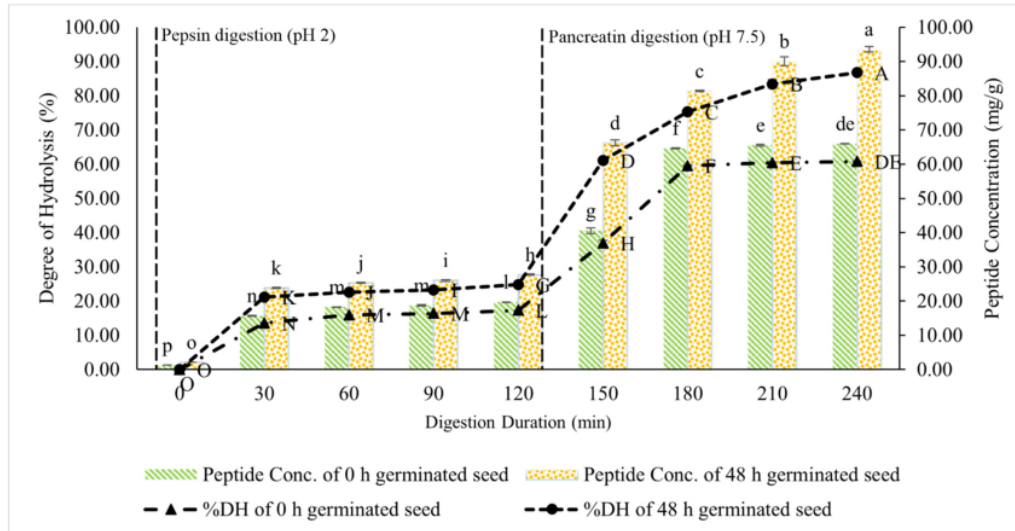 Pepsin digestion (pH 2)
Pancreatin digestion (pH 7.5)
Degree of Hydrolysis (%)
100.00
90.00
80.00
70.00
60.00
50.00
40.00
30.00
20.00
10.00
0.00
p o n k m j m i l h g d f c e b de a
O O N K M J M I L G H D F C E B DE A
0 30 60 90 120 150 180 210 240
Digestion Duration (min)
100.00
90.00
80.00
70.00
60.00
50.00
40.00
30.00
20.00
10.00
0.00
Peptide Concentration (mg/g)
Peptide Conc. of 0 h germinated seed
Peptide Conc. of 48 h germinated seed
%DH of 0 h germinated seed
%DH of 48 h germinated seed